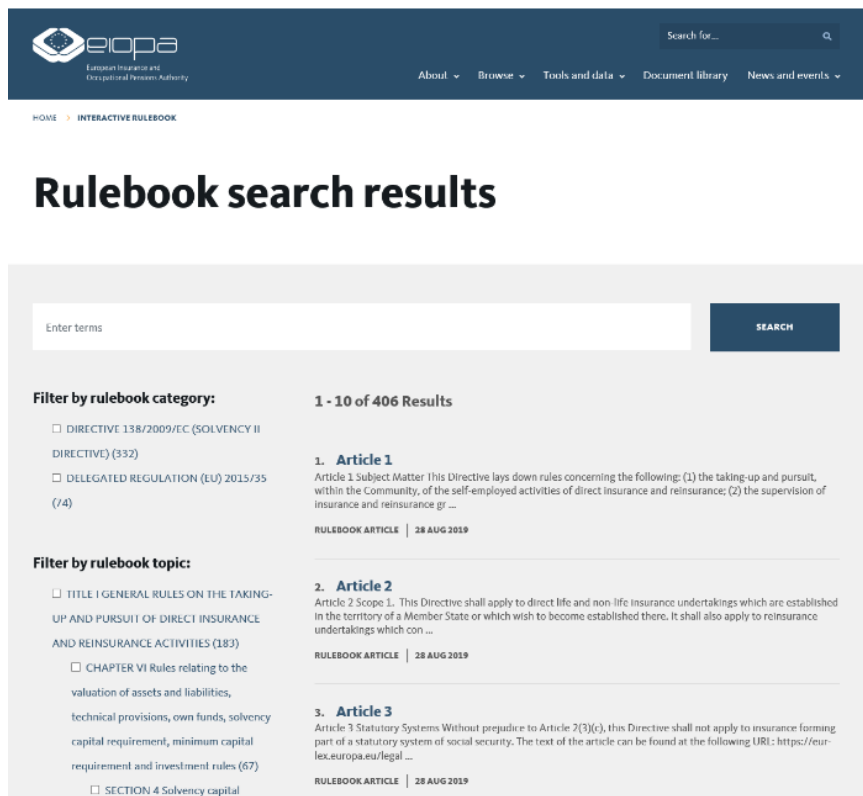 eiopa
European Insurance and
Occupational Pensions Authority
Search for...
About Browse Tools and data Document library News and events
HOME > INTERACTIVE RULEBOOK
Rulebook search results
Enter terms
SEARCH
Filter by rulebook category:
DIRECTIVE 138/2009/EC (SOLVENCY II
DIRECTIVE) (332)
DELEGATED REGULATION (EU) 2015/35
(74)
Filter by rulebook topic:
TITLE I GENERAL RULES ON THE TAKING-
UP AND PURSUIT OF DIRECT INSURANCE
AND REINSURANCE ACTIVITIES (183)
CHAPTER VI Rules relating to the
valuation of assets and liabilities,
technical provisions, own funds, solvency
capital requirement, minimum capital
requirement and investment rules (67)
SECTION 4 Solvency capital
1 - 10 of 406 Results
1. Article 1
Article 1 Subject Matter This Directive lays down rules concerning the following: (1) the taking-up and pursuit,
within the Community, of the self-employed activities of direct insurance and reinsurance; (2) the supervision of
insurance and reinsurance gr ...
RULEBOOK ARTICLE | 28 AUG 2019
2. Article 2
Article 2 Scope 1. This Directive shall apply to direct life and non-life insurance undertakings which are established
in the territory of a Member State or which wish to become established there. It shall also apply to reinsurance
undertakings which con ...
RULEBOOK ARTICLE | 28 AUG 2019
3. Article 3
Article 3 Statutory Systems Without prejudice to Article 2(3)(c), this Directive shall not apply to insurance forming
part of a statutory system of social security. The text of the article can be found at the following URL: https://eur-
lex.europa.eu/legal ...
RULEBOOK ARTICLE | 28 AUG 2019